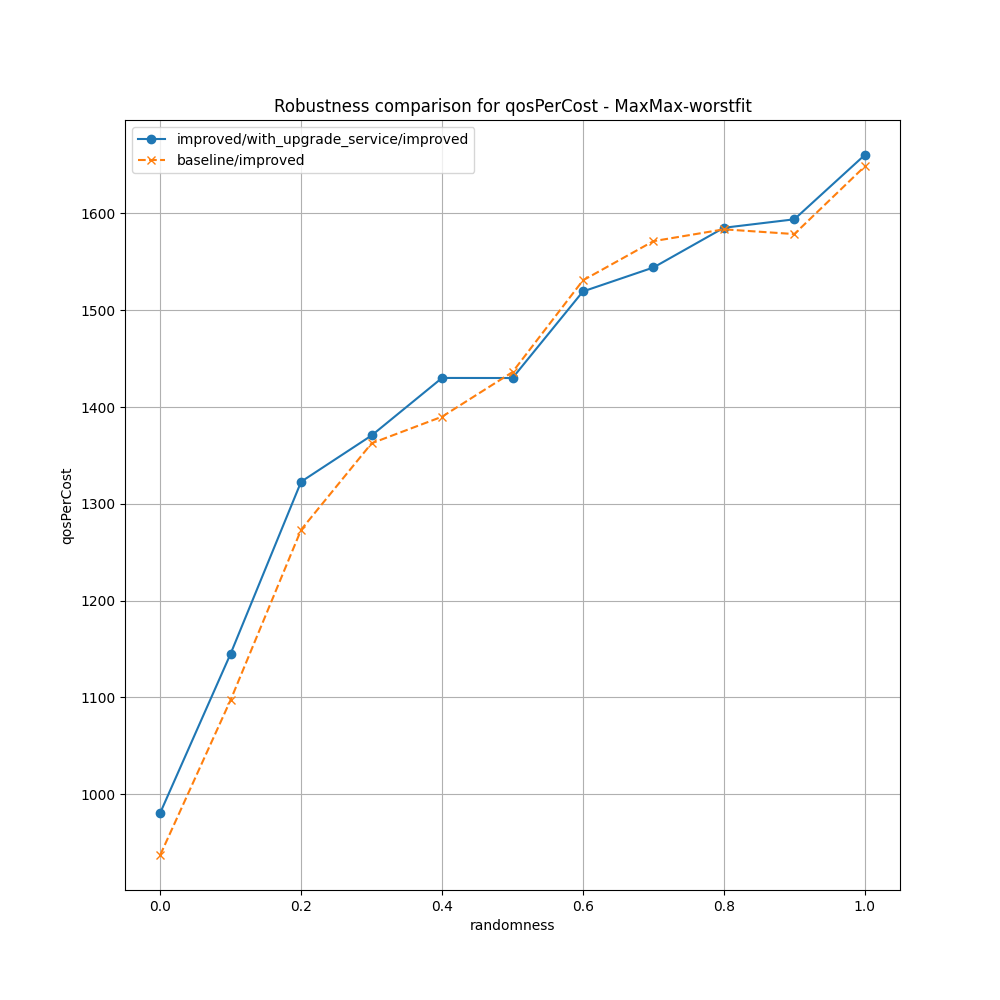 Robustness comparison for qosPerCost - MaxMax-worstfit
improved/with_upgrade_service/improved
baseline/improved
qosPerCost
1600
1500
1400
1300
1200
1100
1000
0.0 0.2 0.4 0.6 0.8 1.0
randomness